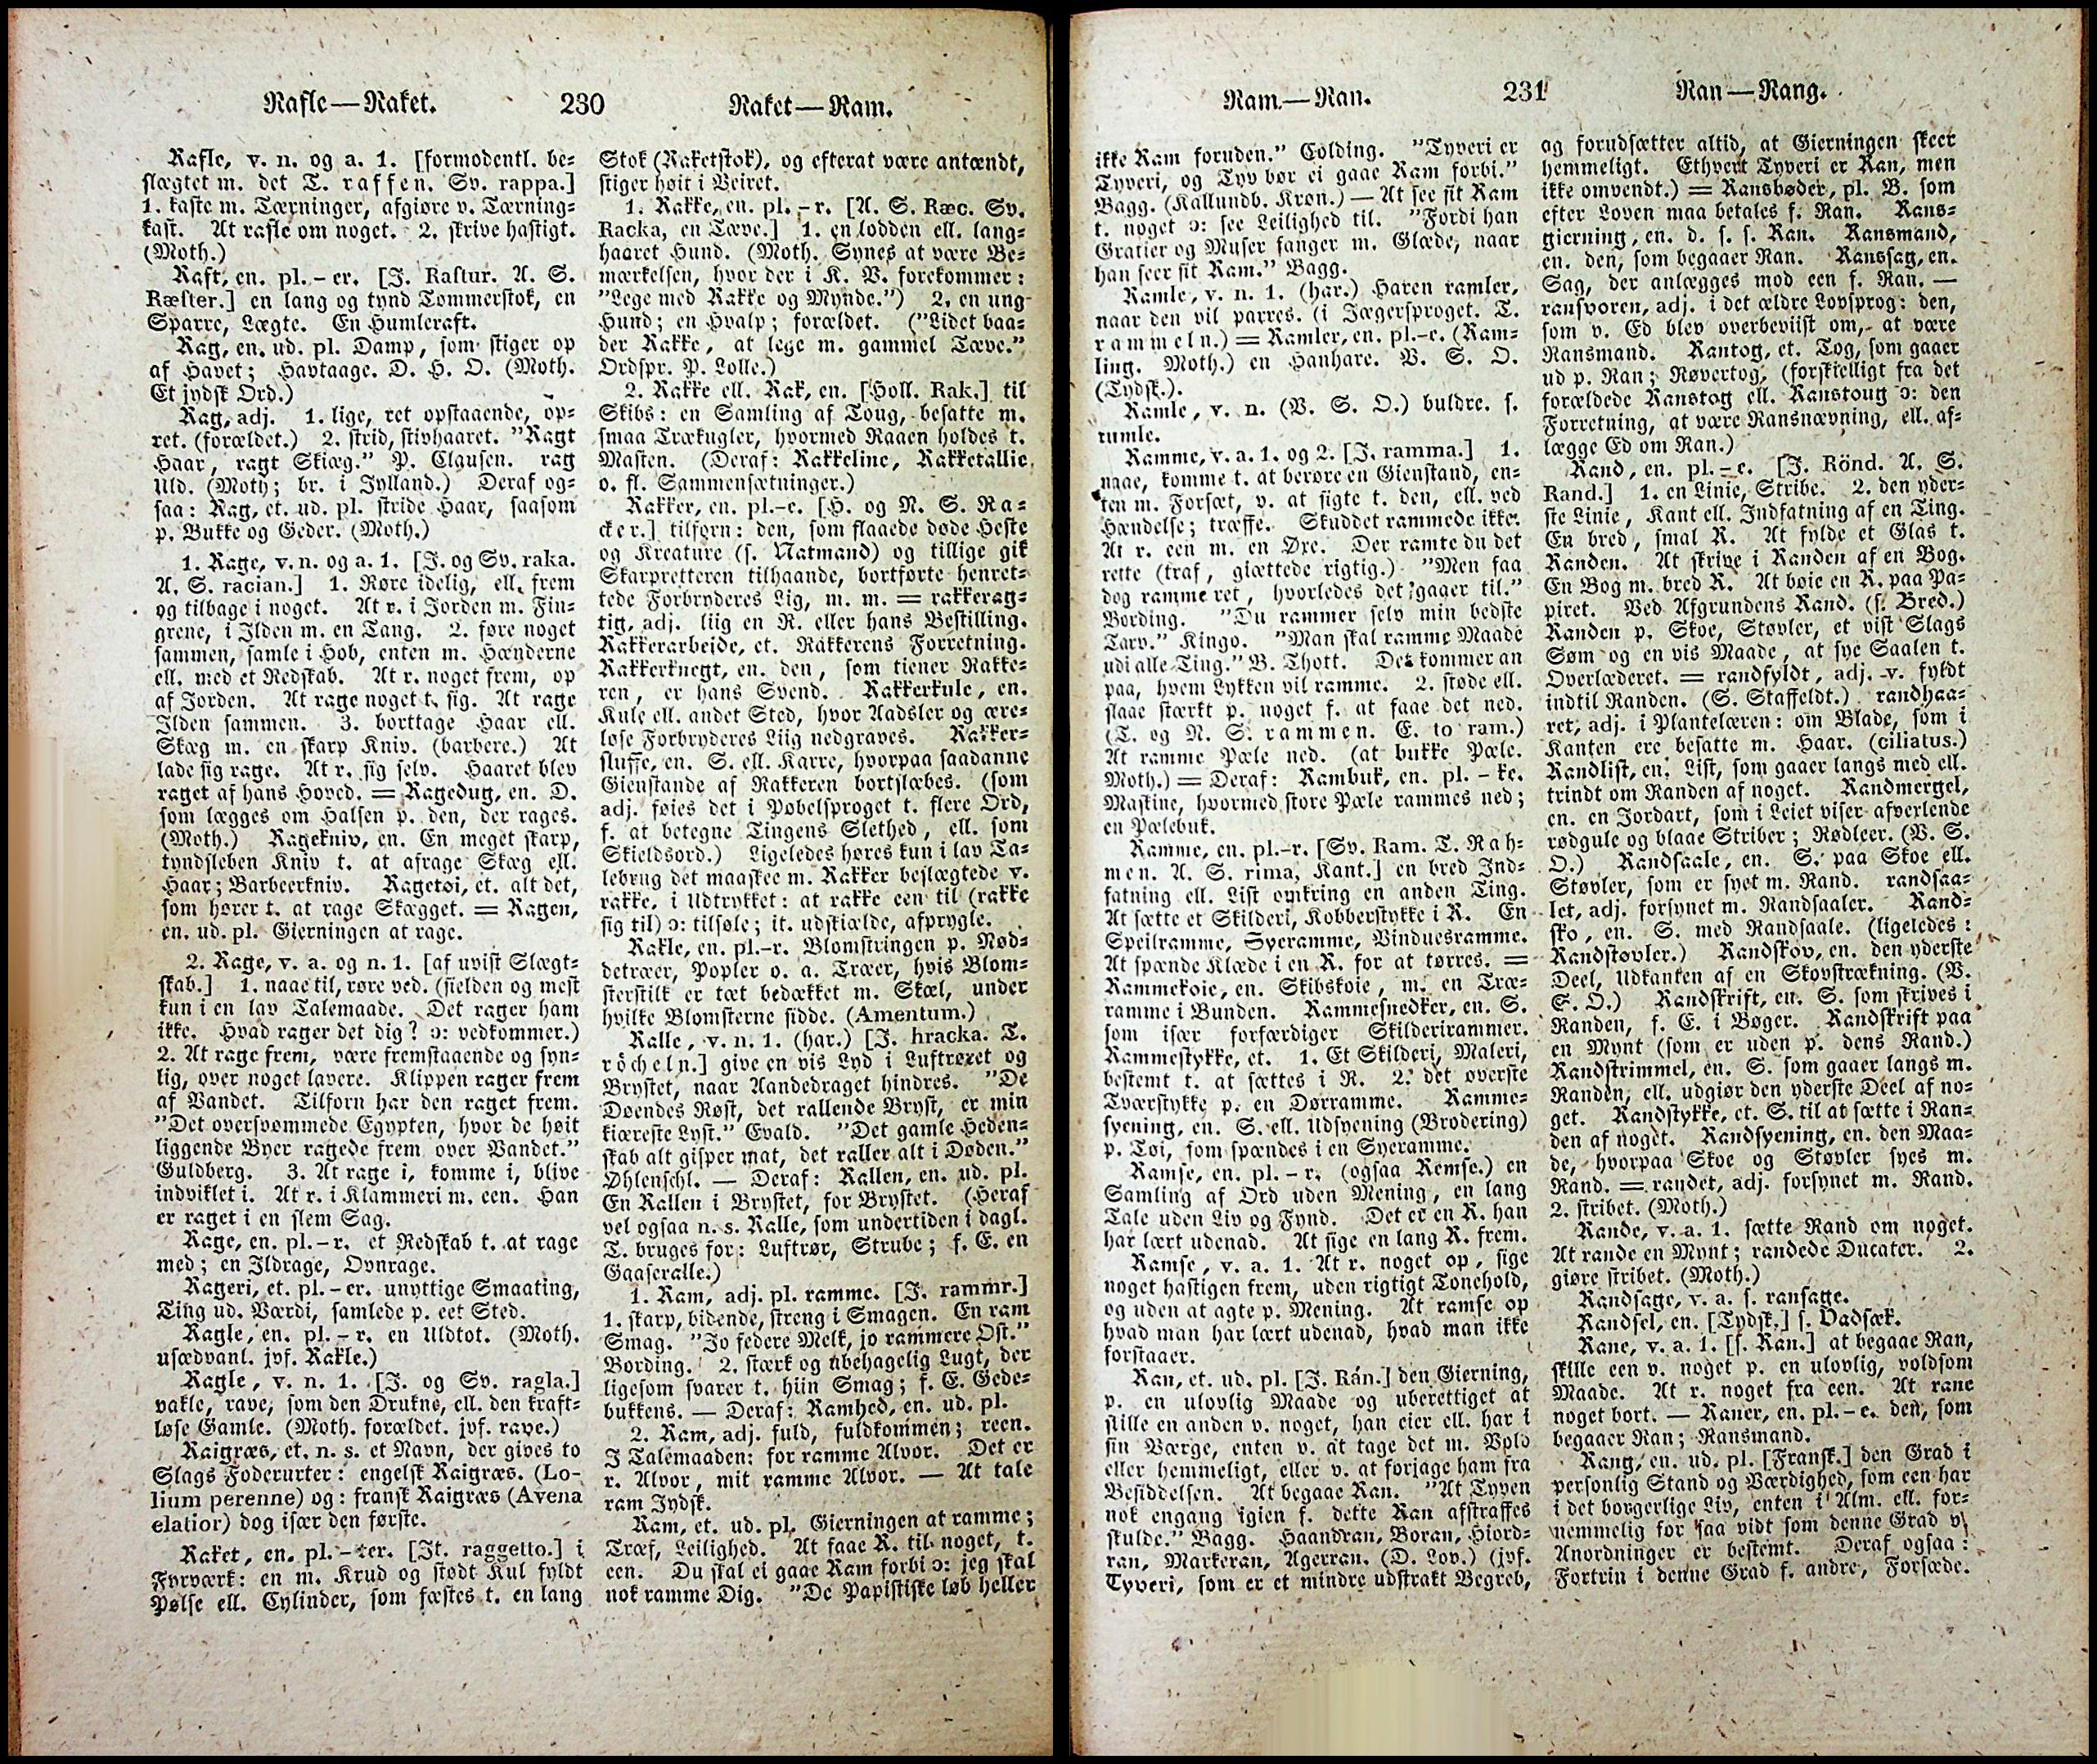 Rafle—Raket.
230
Raket—Ram.
Rafle, v. n. og a. 1. [formodentl. be-
slægtet m. det T. raffen. Sv. rappa.]
1. kaste m. Tærninger, afgiøre v. Tærning-
kast. At rafle om noget. 2. skrive hastigt.
(Moth.)
Raft, en. pl. - er. [J. Raftur. A. S.
Ræfter.] en lang og tynd Tømmerstok, en
Sparre, Lægte. En Humleraft.
Rag, en. ud. pl. Damp, som stiger op
af Havet; Havtaage. D. H. O. (Moth.
Et jydsk Ord.)
Rag, adj. 1. lige, ret opstaaende, op-
ret. (forældet.) 2. strid, stivhaaret. "Ragt
Haar, ragt Skiæg." P. Clausen. rag
Uld. (Moth; br. i Jylland.) Deraf og-
saa: Rag, et. ud. pl. stride Haar, saasom
p. Bukke og Geder. (Moth.)
1. Rage, v. n. og a. 1. [J. og Sv. raka.
A. S. racian.] 1. Røre idelig, ell. frem
og tilbage i noget. At r. i Jorden m. Fin-
grene, i Ilden m. en Tang. 2. føre noget
sammen, samle i Hob, enten m. Hænderne
ell. med et Redskab. At r. noget frem, op
af Jorden. At rage noget t. sig. At rage
Ilden sammen. 3. borttage Haar ell.
Skæg m. en skarp Kniv. (barbere.) At
lade sig rage. At r. sig selv. Haaret blev
raget af hans Hoved. = Ragedug, en. D.
som lægges om Halsen p. den, der rages.
(Moth.) Ragekniv, en. En meget skarp,
tyndsleben Kniv t. at afrage Skæg ell.
Haar; Barbeerkniv. Ragetøi, et. alt det,
som hører t. at rage Skægget. = Ragen,
en. ud. pl. Gierningen at rage.
2. Rage, v. a. og n. 1. [af uvist Slægt-
skab.] 1. naae til, røre ved. (sielden og mest
kun i en lav Talemaade. Det rager ham
ikke. Hvad rager det dig? ɔ: vedkommer.)
2. At rage frem, være fremstaaende og syn-
lig, over noget lavere. Klippen rager frem
af Vandet. Tilforn har den raget frem.
"Det oversvømmede Egypten, hvor de høit
liggende Byer ragede frem over Vandet."
Guldberg. 3. At rage i, komme i, blive
indviklet i. At r. i Klammeri m. een. Han
er raget i en slem Sag.
Rage, en. pl. - r. et Redskab t. at rage
med; en Ildrage, Ovnrage.
Rageri, et. pl. - er. unyttige Smaating,
Ting ud. Værdi, samlede p. eet Sted.
Ragle, en. pl. - r. en Uldtot. (Moth.
usædvanl. jvf. Rakle.)
Ragle, v. n. 1. [J. og Sv. ragla.]
vakle, rave, som den Drukne, ell. den kraft-
løse Gamle. (Moth. forældet. jvf. rave.)
Raigræs, et. n. s. et Navn, der gives to
Slags Foderurter: engelsk Raigræs. (Lo-
lium perenne) og: fransk Raigræs (Avena
elatior) dog især den første.
Raket, en. pl. - ter. [It. raggetto.] i
Fyrværk: en m. Krud og stødt Kul fyldt
Pølse ell. Cylinder, som fæstes t. en lang
Stok (Raketstok), og efterat være antændt,
stiger høit i Veiret.
1. Rakke, en. pl. - r. [A. S. Ræc. Sv.
Racka, en Tæve.] 1. en lodden ell. lang-
haaret Hund. (Moth. Synes at være Be-
mærkelsen, hvor der i K. V. forekommer:
"Lege med Rakke og Mynde.") 2. en ung
Hund; en Hvalp; forældet. ("Lidet baa-
der Rakke, at lege m. gammel Tæve."
Ordspr. P. Lolle.)
2. Rakke ell. Rak, en. [Holl. Rak.] til
Skibs: en Samling af Toug, besatte m.
smaa Trækugler, hvormed Raaen holdes t.
Masten. (Deraf: Rakkeline, Rakketallie
o. fl. Sammensætninger.)
Rakker, en. pl.-e. [H. og N. S. Ra-
cker.] tilforn: den, som flaaede døde Heste
og Kreature (s. Natmand) og tillige gik
Skarpretteren tilhaande, bortførte henret-
tede Forbryderes Lig, m. m. = rakkerag-
tig, adj. liig en R. eller hans Bestilling.
Rakkerarbeide, et. Rakkerens Forretning.
Rakkerknegt, en. den, som tiener Rakke-
ren, er hans Svend. Rakkerkule, en.
Kule ell. andet Sted, hvor Aadsler og ære-
løse Forbryderes Liig nedgraves. Rakker-
sluffe, en. S. ell. Karre, hvorpaa saadanne
Gienstande af Rakkeren bortslæbes. (som
adj. føies det i Pøbelsproget t. flere Ord,
f. at betegne Tingens Slethed, ell. som
Skieldsord.) Ligeledes høres kun i lav Ta-
lebrug det maaskee m. Rakker beslægtede v.
rakke, i Udtrykket: at rakke een til (rakke
sig til) ɔ: tilsøle; it. udskiælde, afprygle.
Rakle, en. pl.-r. Blomstringen p. Nød-
detræer, Popler o. a. Træer, hvis Blom-
sterstilk er tæt bedækket m. Skæl, under
hvilke Blomsterne sidde. (Amentum.)
Ralle, v. n. 1. (har.) [J. hracka. T.
röcheln.] give en vis Lyd i Luftrøret og
Brystet, naar Aandedraget hindres. "De
Døendes Røst, det rallende Bryst, er min
kiæreste Lyst." Evald. "Det gamle Heden-
skab alt gisper mat, det raller alt i Døden."
Øhlenschl. — Deraf: Rallen, en. ud. pl.
En Rallen i Brystet, for Brystet. (Heraf
vel ogsaa n. s. Ralle, som undertiden i dagl.
T. bruges for: Luftrør, Strube; f. E. en
Gaaseralle.)
1. Ram, adj. pl. ramme. [J. rammr.]
1. skarp, bidende, streng i Smagen. En ram
Smag. "Jo federe Melk, jo rammere Ost."
Bording. 2. stærk og ubehagelig Lugt, der
ligesom svarer t. hiin Smag; f. E. Gede-
bukkens. — Deraf: Ramhed, en. ud. pl.
2. Ram, adj. fuld, fuldkommen; reen.
I Talemaaden: for ramme Alvor. Det er
r. Alvor, mit ramme Alvor. — At tale
ram Jydsk.
Ram, et. ud. pl. Gierningen at ramme;
Træf, Leilighed. At faae R. til noget, t.
een. Du skal ei gaae Ram forbi ɔ: jeg skal
nok ramme Dig. "De Papistiske løb heller
Ram.—Ran.
231
Ran—Rang.
ikke Ram foruden." Colding. "Tyveri er
Tyveri, og Tyv bør ei gaae Ram forbi."
Bagg. (Kallundb. Krøn.) — At see sit Ram
t. noget ɔ: see Leilighed til. "Fordi han
Gratier og Muser fanger m. Glæde, naar
han seer sit Ram." Bagg.
Ramle, v. n. 1. (har.) Haren ramler,
naar den vil parres. (i Jægersproget. T.
rammeln.) = Ramler, en. pl.-e. (Ram-
ling. Moth.) en Hanhare. V. S. O.
(Tydsk.).
Ramle, v. n. (V. S. O.) buldre. s.
rumle.
Ramme, v. a. 1. og 2. [J. ramma.] 1.
naae, komme t. at berøre en Gienstand, en-
ten m. Forsæt, v. at sigte t. den, ell. ved
Hændelse; træffe. Skuddet rammede ikke.
At r. een m. en Øxe. Der ramte du det
rette (traf, giættede rigtig.) "Men faa
dog ramme ret, hvorledes det gager til."
Bording. "Du rammer selv min bedste
Tarv." Kingo. "Man skal ramme Maade
udi alle Ting." B. Thott. Det kommer an
paa, hvem Lykken vil ramme. 2. støde ell.
slaae stærkt p. noget f. at faae det ned.
(T. og N. S. rammen. E. to ram.)
At ramme Pæle ned. (at bukke Pæle.
Moth.) = Deraf: Rambuk, en. pl. - ke.
Maskine, hvormed store Pæle rammes ned;
en Pælebuk.
Ramme, en. pl.-r. [Sv. Ram. T. Rah-
men. A. S. rima, Kant.] en bred Ind-
fatning ell. List omkring en anden Ting.
At sætte et Skilderi, Kobberstykke i R. En
Speilramme, Syeramme, Vinduesramme.
At spænde Klæde i en R. for at tørres. =
Rammekøie, en. Skibskøie, m. en Træ-
ramme i Bunden. Rammesnedker, en. S.
som især forfærdiger Skilderirammer.
Rammestykke, et. 1. Et Skilderi, Maleri,
bestemt t. at sættes i R. 2. det øverste
Tværstykke p. en Dørramme. Ramme-
syening, en. S. ell. Udsyening (Brodering)
p. Tøi, som spændes i en Syeramme.
Ramse, en. pl. - r. (ogsaa Remse.) en
Samling af Ord uden Mening, en lang
Tale uden Liv og Fynd. Det er en R. han
har lært udenad. At sige en lang R. frem.
Ramse, v. a. 1. At r. noget op, sige
noget hastigen frem, uden rigtigt Tonehold,
og uden at agte p. Mening. At ramse op
hvad man har lært udenad, hvad man ikke
forstaaer.
Ran, et. ud. pl. [J. Rán.] den Gierning,
p. en ulovlig Maade og uberettiget at
skille en anden v. noget, han eier ell. har i
sin Værge, enten v. at tage det m. Vold
eller hemmeligt, eller v. at forjage ham fra
Besiddelsen. At begaae Ran. "At Tyven
nok engang igien f. dette Ran afstraffes
skulde." Bagg. Haandran, Boran, Hiord-
ran, Markeran, Agerran. (D. Lov.) (jvf.
Tyveri, som er et mindre udstrakt Begreb,
og forudsætter altid, at Gierningen skeer
hemmeligt. Ethvert Tyveri er Ran, men
ikke omvendt.) = Ransbøder, pl. B. som
efter Loven maa betales f. Ran. Rans-
gierning, en. d. s. s. Ran. Ransmand,
en. den, som begaaer Ran. Ranssag, en.
Sag, der anlægges mod een f. Ran. —
ransvoren, adj. i det ældre Lovsprog: den,
som v. Ed blev overbeviist om, at være
Ransmand. Rantog, et. Tog, som gaaer
ud p. Ran; Røvertog, (forskielligt fra det
forældede Ranstog ell. Ranstoug ɔ: den
Forretning, at være Ransnævning, ell. af-
lægge Ed om Ran.)
Rand, en. pl. - e. [J. Rönd. A. S.
Rand.] 1. en Linie, Stribe. 2. den yder-
ste Linie, Kant ell. Indfatning af en Ting.
En bred, smal R. At fylde et Glas t.
Randen. At skrive i Randen af en Bog.
En Bog m. bred R. At bøie en R. paa Pa-
piret. Ved Afgrundens Rand. (s. Bred.)
Randen p. Skoe, Støvler, et vist Slags
Søm og en vis Maade, at sye Saalen t.
Overlæderet. = randfyldt, adj. v. fyldt
indtil Randen. (S. Staffeldt.) randhaa-
ret, adj. i Plantelæren: om Blade, som i
Kanten ere besatte m. Haar. (ciliatus.)
Randlist, en. List, som gaaer langs med ell.
trindt om Randen af noget. Randmergel,
en. en Jordart, som i Leiet viser afvexlende
rødgule og blaae Striber; Rødleer. (V. S.
O.) Randsaale, en. S. paa Skoe ell.
Støvler, som er syet m. Rand. randsaa-
let, adj. forsynet m. Randsaaler. Rand-
sko, en. S. med Randsaale. (ligeledes:
Randstøvler.) Randskov, en. den yderste
Deel, Udkanten af en Skovstrækning. (V.
S. O.) Randskrift, en. S. som skrives i
Randen, f. E. i Bøger. Randskrift paa
en Mynt (som er uden p. dens Rand.)
Randstrimmel, en. S. som gaaer langs m.
Randen, ell. udgiør den yderste Deel af no-
get. Randstykke, et. S. til at sætte i Ran-
den af noget. Randsyening, en. den Maa-
de, hvorpaa Skoe og Støvler syes m.
Rand. = randet, adj. forsynet m. Rand.
2. stribet. (Moth.)
Rande, v. a. 1. sætte Rand om noget.
At rande en Mynt; randede Ducater. 2.
giøre stribet. (Moth.)
Randsage, v. a. s. ransage.
Randsel, en. [Tydsk.] s. Vadsæk.
Rane, v. a. 1. [s. Ran.] at begaae Ran,
skille een v. noget p. en ulovlig, voldsom
Maade. At r. noget fra een. At rane
noget bort. — Raner, en. pl. - e. den, som
begaaer Ran; Ransmand.
Rang, en. ud. pl. [Fransk.] den Grad i
personlig Stand og Værdighed, som een har
i det borgerlige Liv, enten i Alm. ell. for-
nemmelig for saa vidt som denne Grad v.
Anordninger er bestemt. Deraf ogsaa:
Fortrin i denne Grad f. andre, Forsæde.